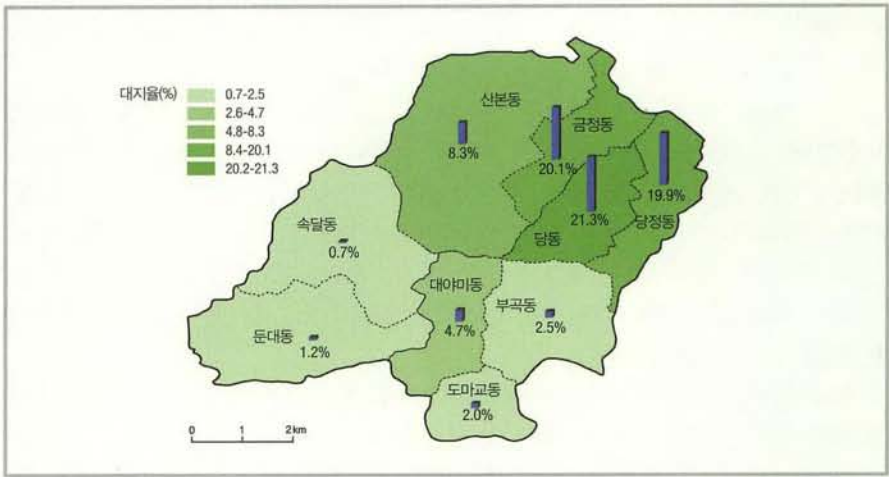 대지율(%)
0.7-2.5
2.6-4.7
4.8-8.3
8.4-20.1
20.2-21.3
산본동
8.3%
금정동
20.1%
당정동
19.9%
당동
21.3%
속달동
0.7%
대야미동
4.7%
부곡동
2.5%
둔대동
1.2%
도마교동
2.0%
0 1 2km